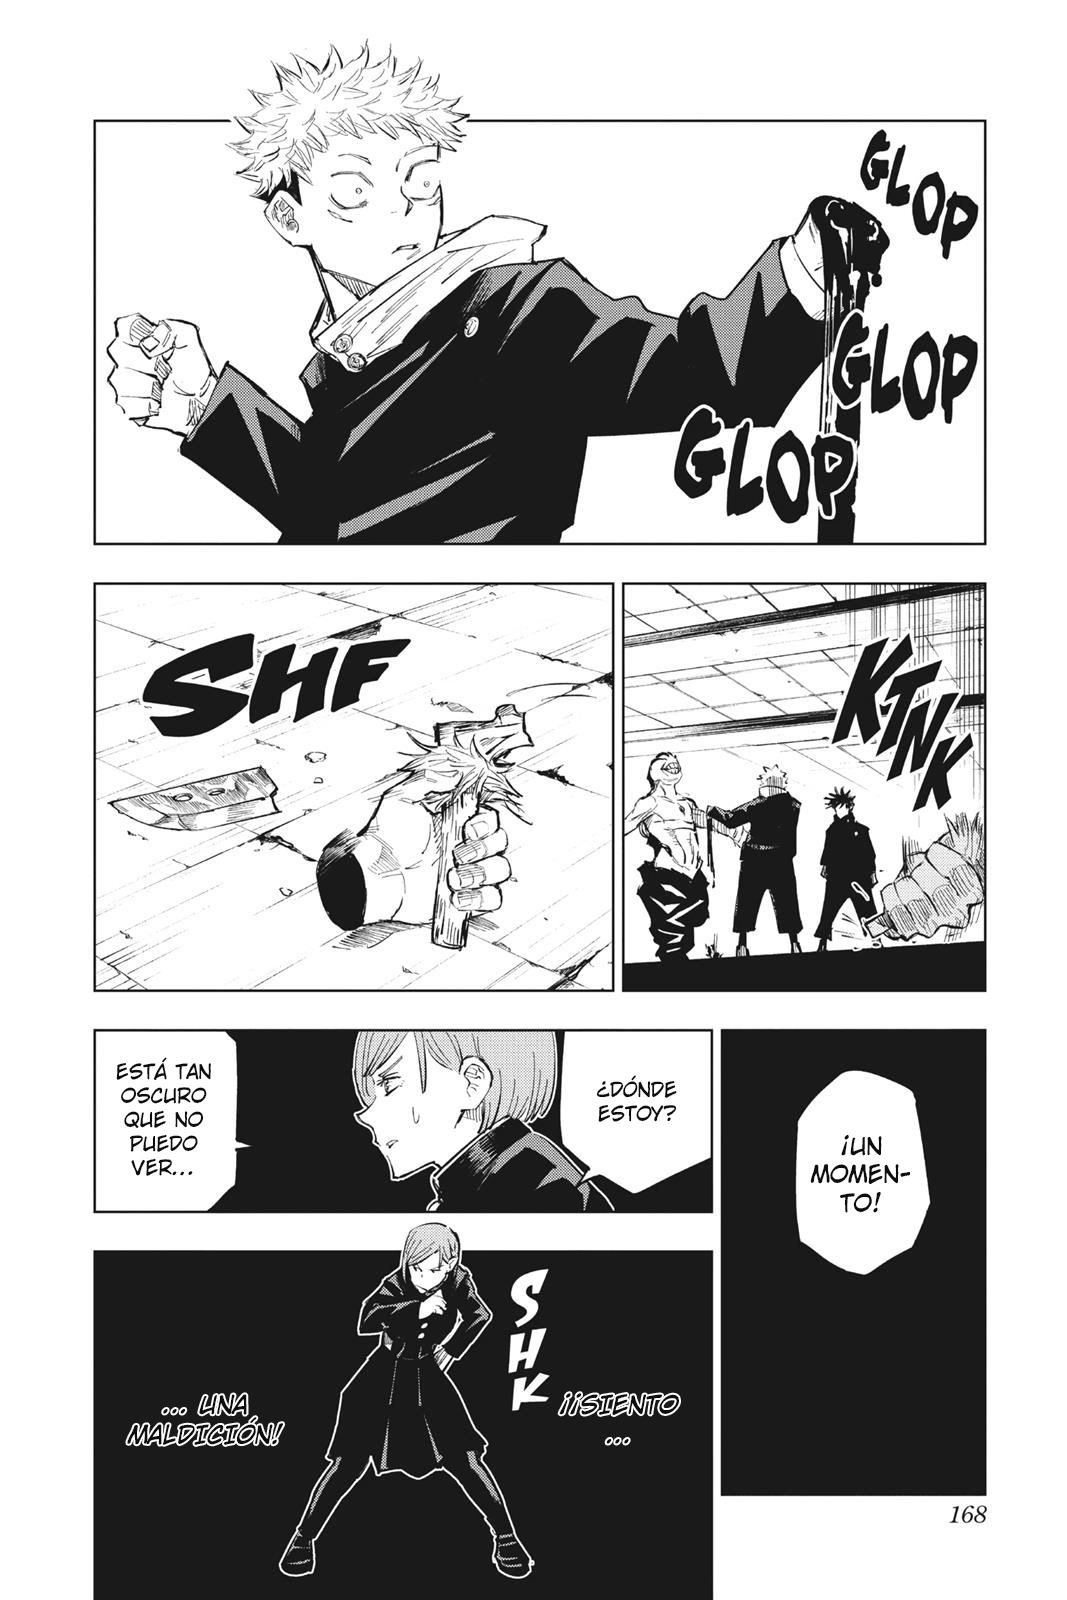 GLOP
GLOP
GLOP
KTNK
SHF
¡UN
MOMEN-
TO!
¿DÓNDE
ESTOY?
ESTÁ TAN
OSCURO
QUE NO
PUEDO
VER...
SHK
¡¡SIENTO
...
... UNA
MALDICIÓN!
168